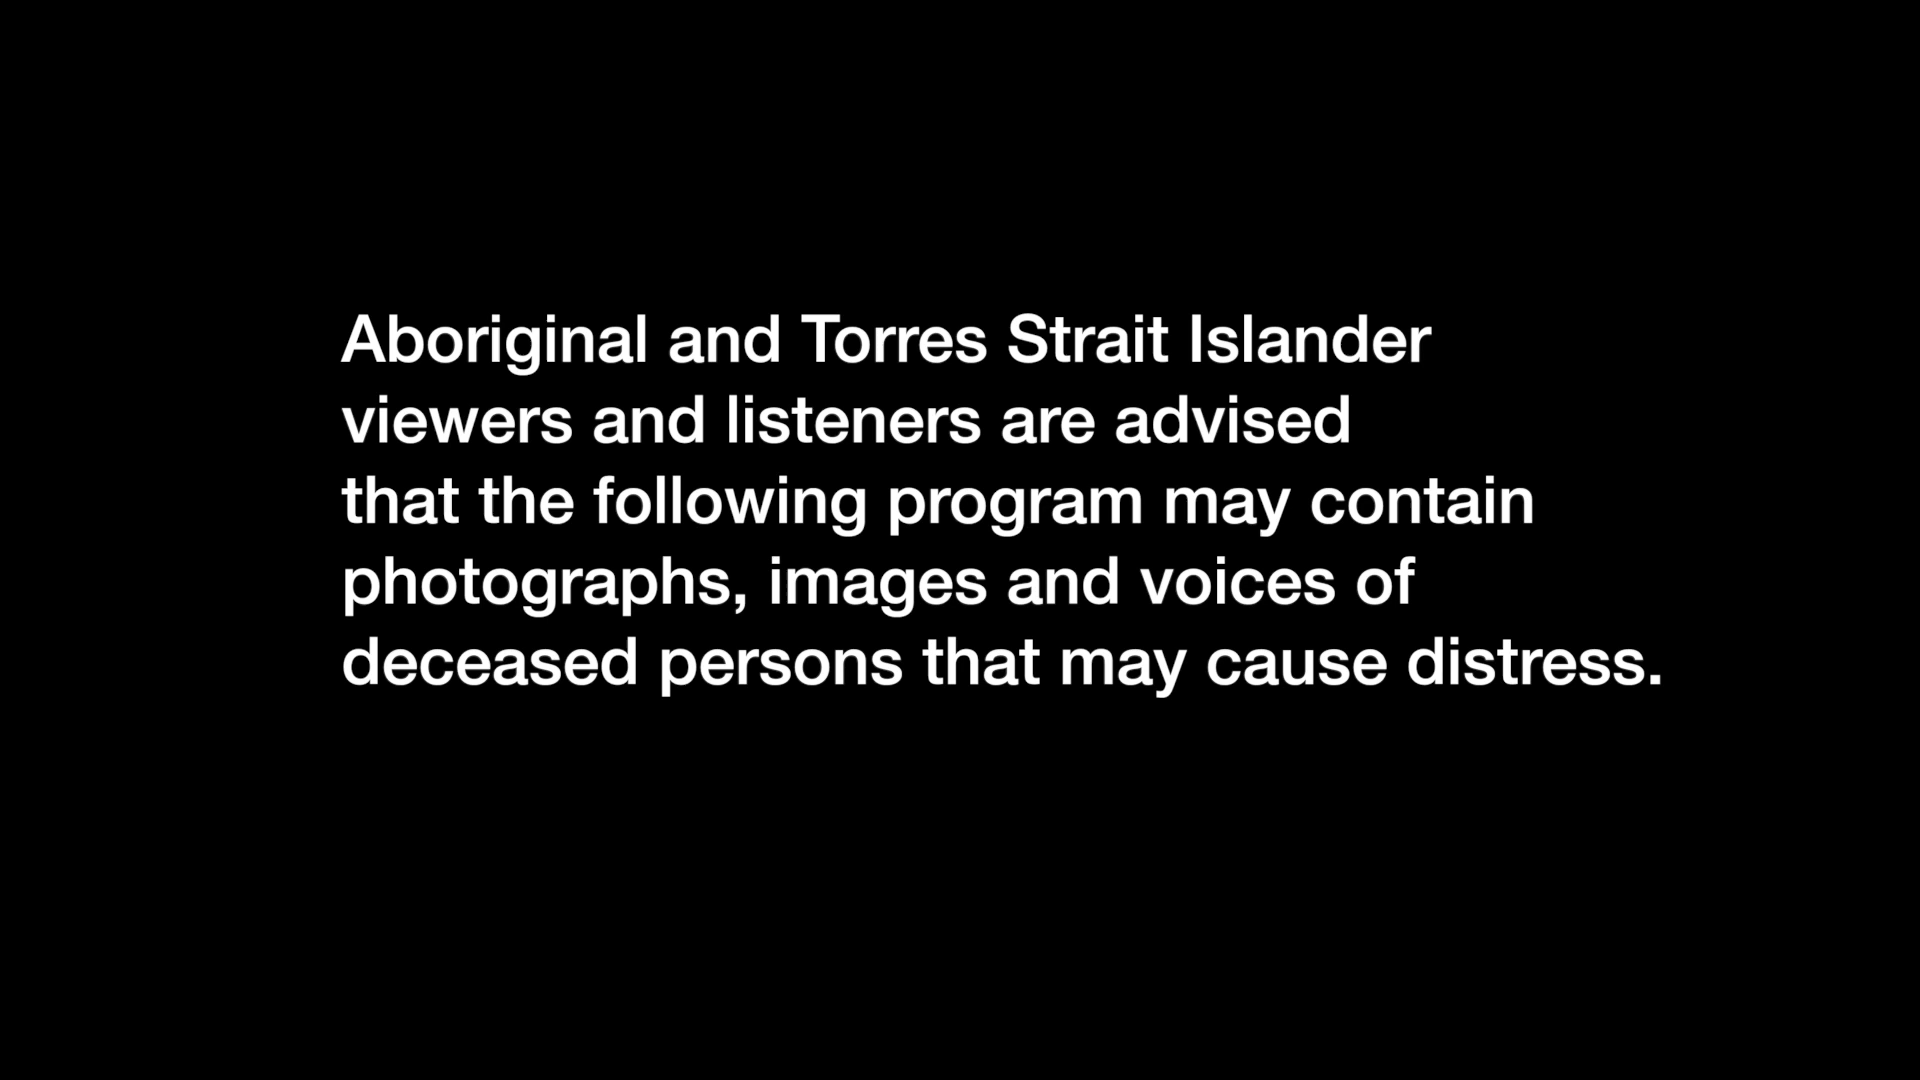 Aboriginal and Torres Strait Islander
viewers and listeners are advised
that the following program may contain
photographs, images and voices of
deceased persons that may cause distress.